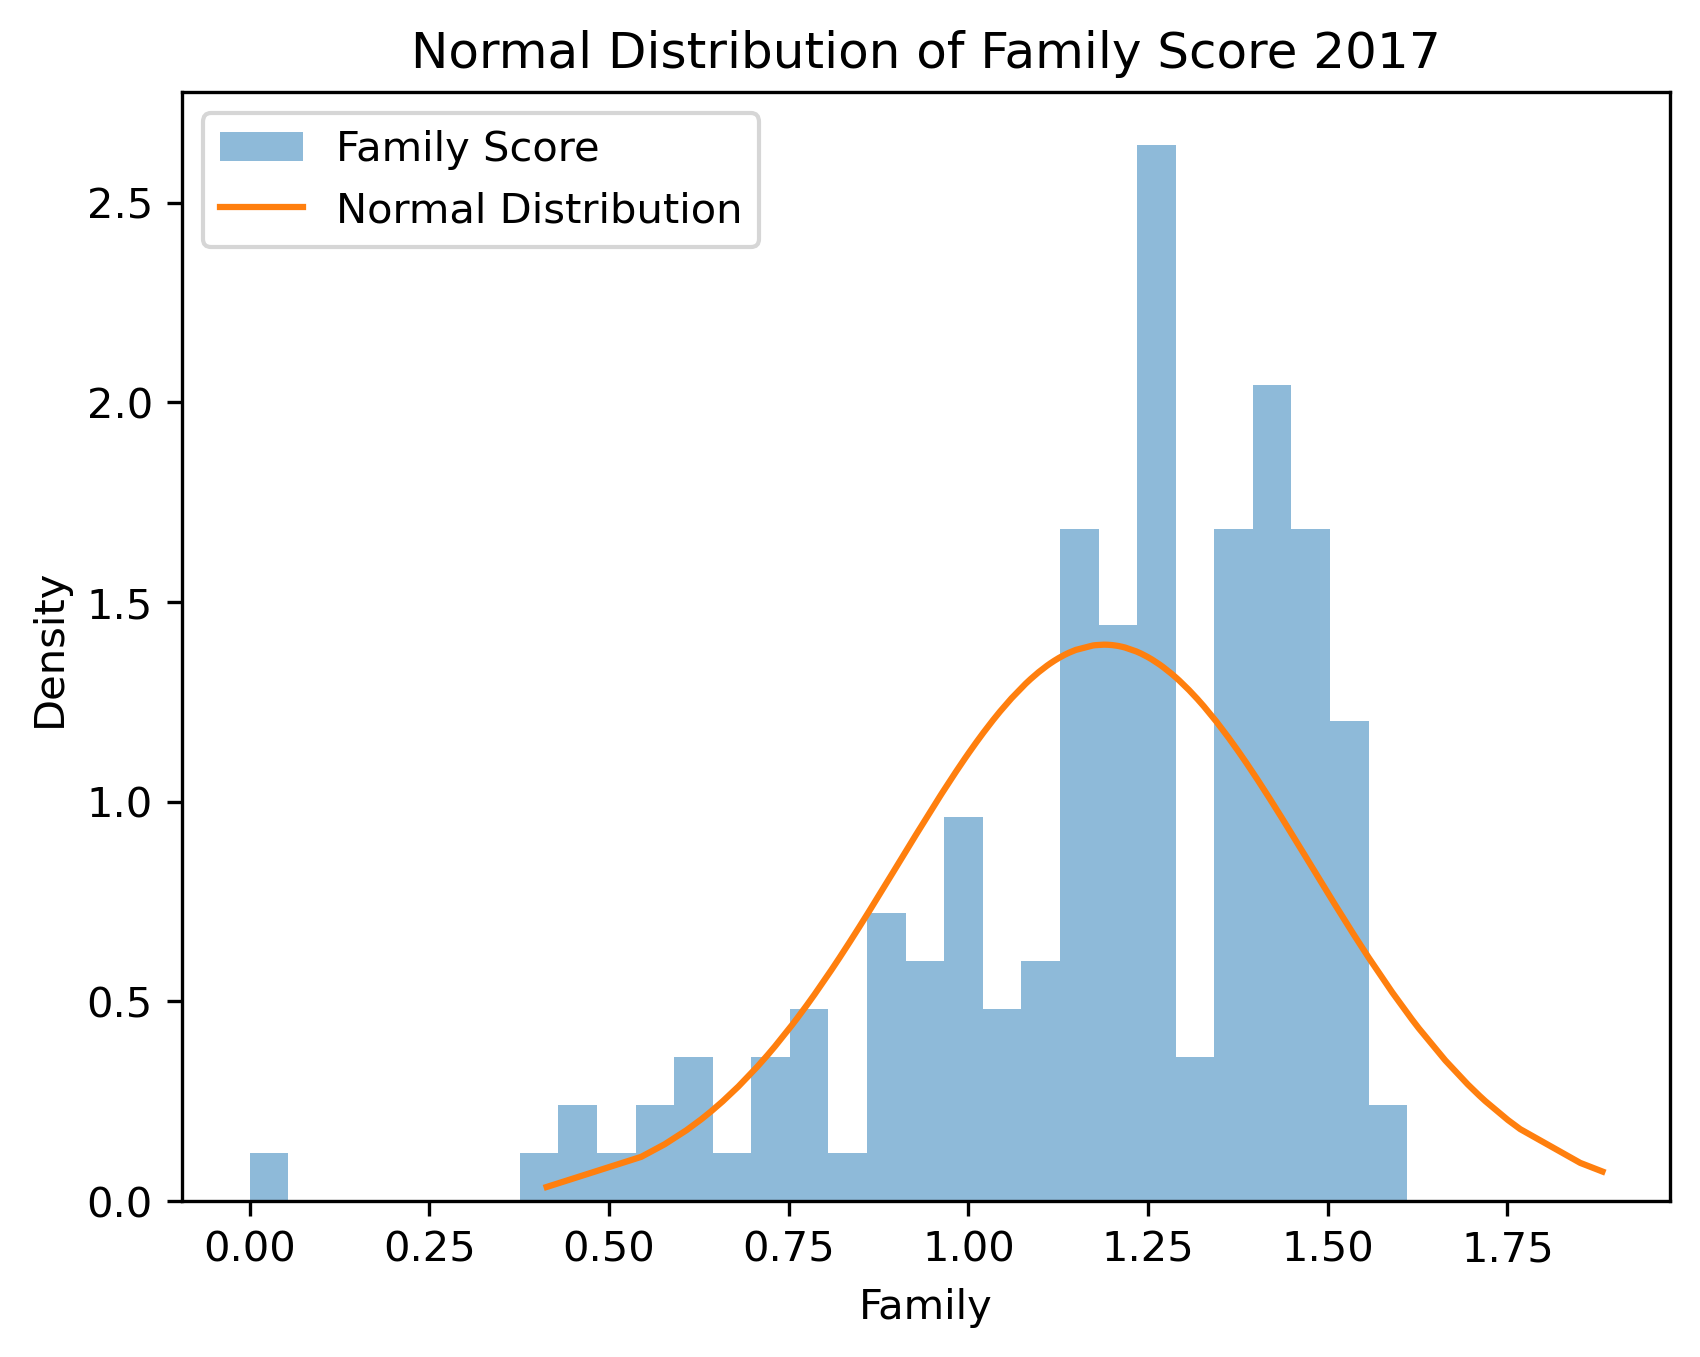 Normal Distribution of Family Score 2017
Family Score
Normal Distribution
2.5
2.0
1.5
1.0
0.5
0.0
Density
0.00 0.25 0.50 0.75 1.00 1.25 1.50 1.75
Family